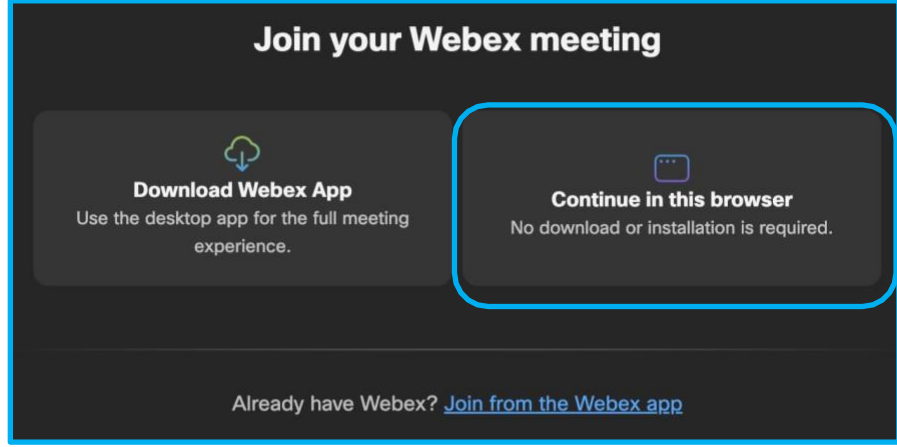 Join your Webex meeting
Download Webex App
Use the desktop app for the full meeting
experience.
Continue in this browser
No download or installation is required.
Already have Webex? Join from the Webex app